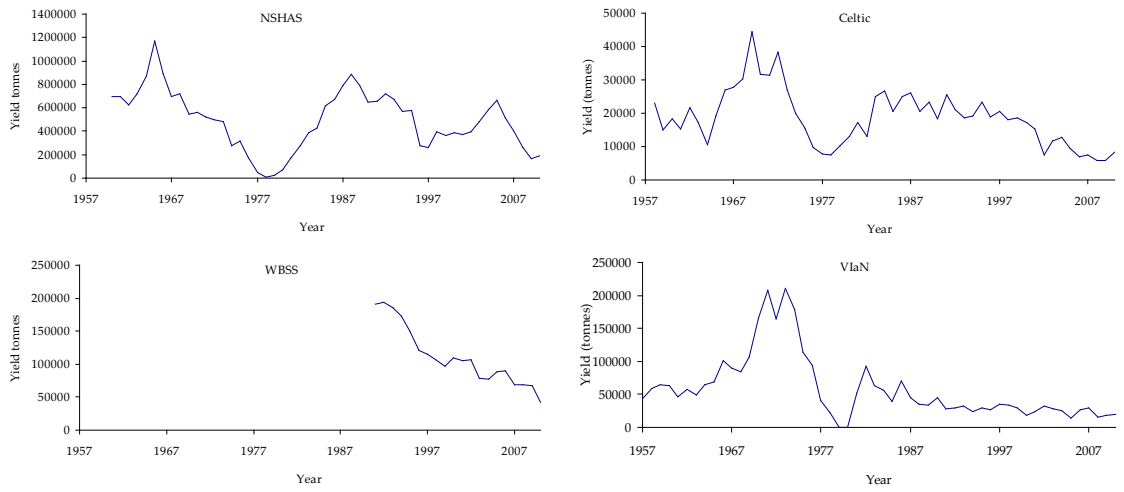 NSHAS
Yield tonnes
1400000
1200000
1000000
800000
600000
400000
200000
0
1957 1967 1977 1987 1997 2007
Year
Celtic
Yield (tonnes)
50000
40000
30000
20000
10000
0
1957 1967 1977 1987 1997 2007
Year
WBSS
Yield tonnes
250000
200000
150000
100000
50000
0
1957 1967 1977 1987 1997 2007
Year
VIaN
Yield (tonnes)
250000
200000
150000
100000
50000
0
1957 1967 1977 1987 1997 2007
Year